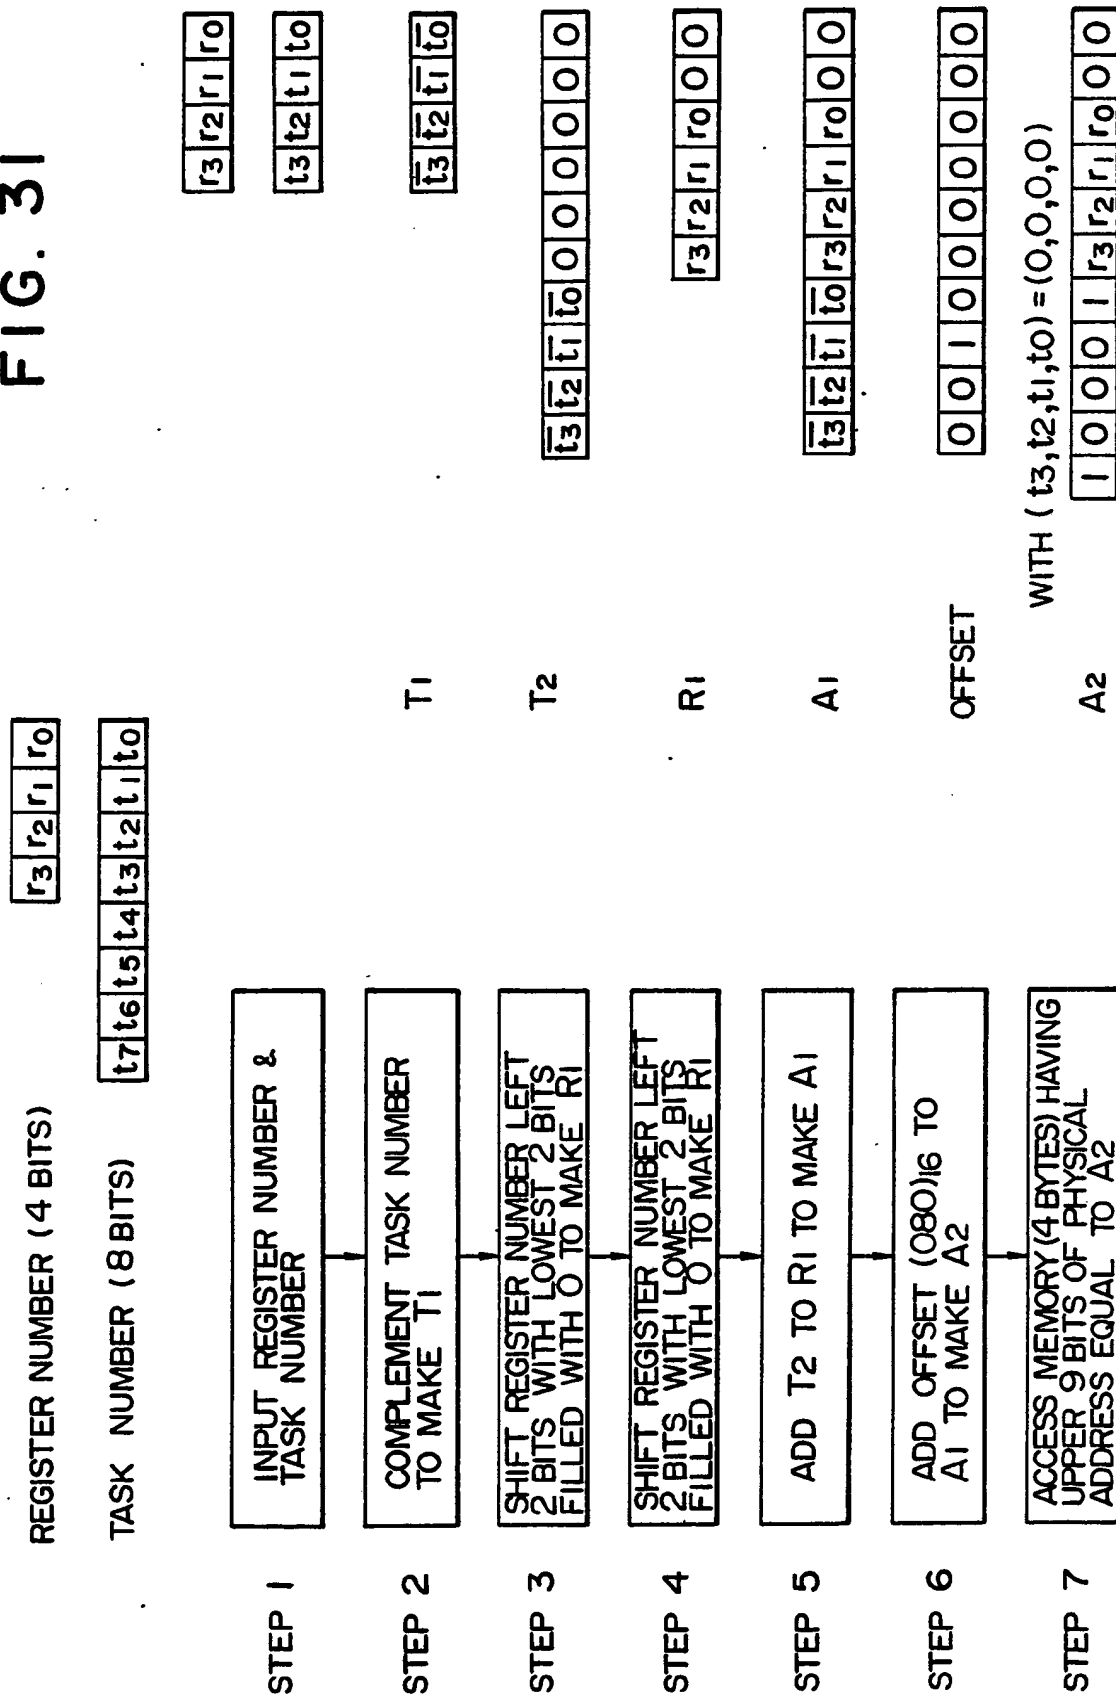 FIG. 31
REGISTER NUMBER (4 BITS)
r3 r2 r1 r0
TASK NUMBER (8 BITS)
t7 t6 t5 t4 t3 t2 t1 t0
STEP 1
INPUT REGISTER NUMBER &
TASK NUMBER
r3 r2 r1 r0
t3 t2 t1 t0
STEP 2
COMPLEMENT TASK NUMBER
TO MAKE T1
T1
t̅3 t̅2 t̅1 t̅0
STEP 3
SHIFT REGISTER NUMBER LEFT
2 BITS WITH LOWEST 2 BITS
FILLED WITH 0 TO MAKE R1
T2
t̅3 t̅2 t̅1 t̅0 0 0 0 0 0 0
STEP 4
SHIFT REGISTER NUMBER LEFT
2 BITS WITH LOWEST 2 BITS
FILLED WITH 0 TO MAKE R1
R1
r3 r2 r1 r0 0 0
STEP 5
ADD T2 TO R1 TO MAKE A1
A1
t̅3 t̅2 t̅1 t̅0 r3 r2 r1 r0 0 0
STEP 6
ADD OFFSET (080)16 TO
A1 TO MAKE A2
OFFSET
0 0 1 0 0 0 0 0 0 0
STEP 7
ACCESS MEMORY (4 BYTES) HAVING
UPPER 9 BITS OF PHYSICAL
ADDRESS EQUAL TO A2
WITH (t3,t2,t1,t0)=(0,0,0,0)
A2
1 0 0 0 1 r3 r2 r1 r0 0 0